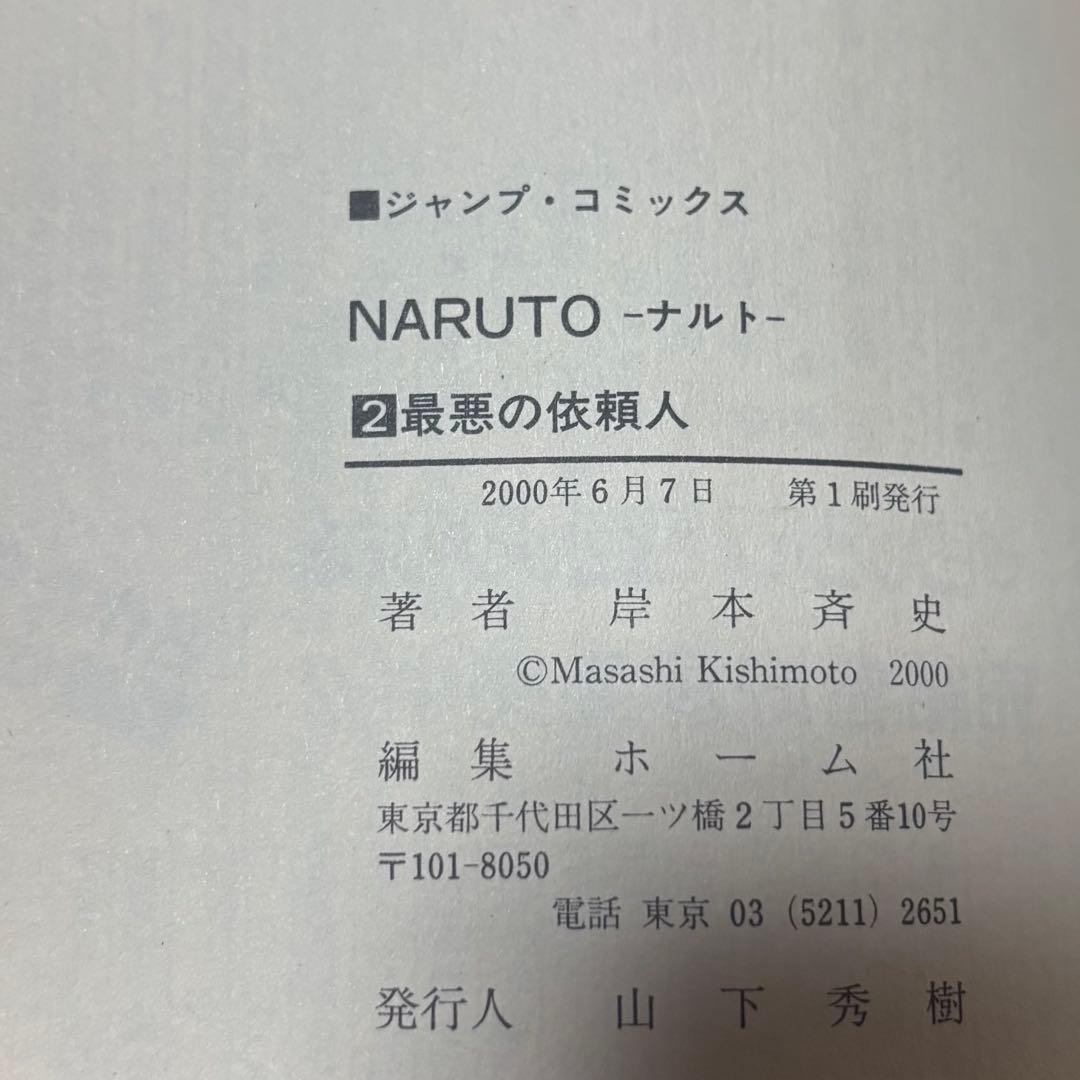 ■ジャンプ・コミックス
NARUTO −ナルト−
2最悪の依頼人
2000年6月7日 第1刷発行
著者 岸本斉史
©Masashi Kishimoto 2000
編集 ホーム社
東京都千代田区一ツ橋2丁目5番10号
〒101-8050
電話 東京 03 (5211) 2651
発行人 山下秀樹